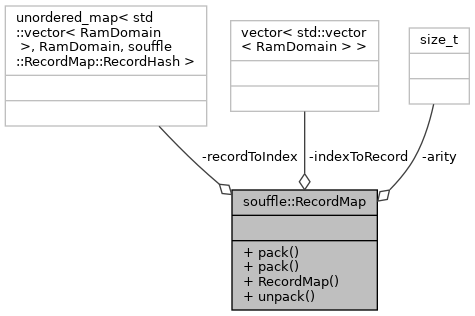 unordered_map< std
::vector< RamDomain
>, RamDomain, souffle
::RecordMap::RecordHash >
vector< std::vector
< RamDomain > >
size_t
-recordToIndex
-indexToRecord
-arity
souffle::RecordMap
+ pack()
+ pack()
+ RecordMap()
+ unpack()